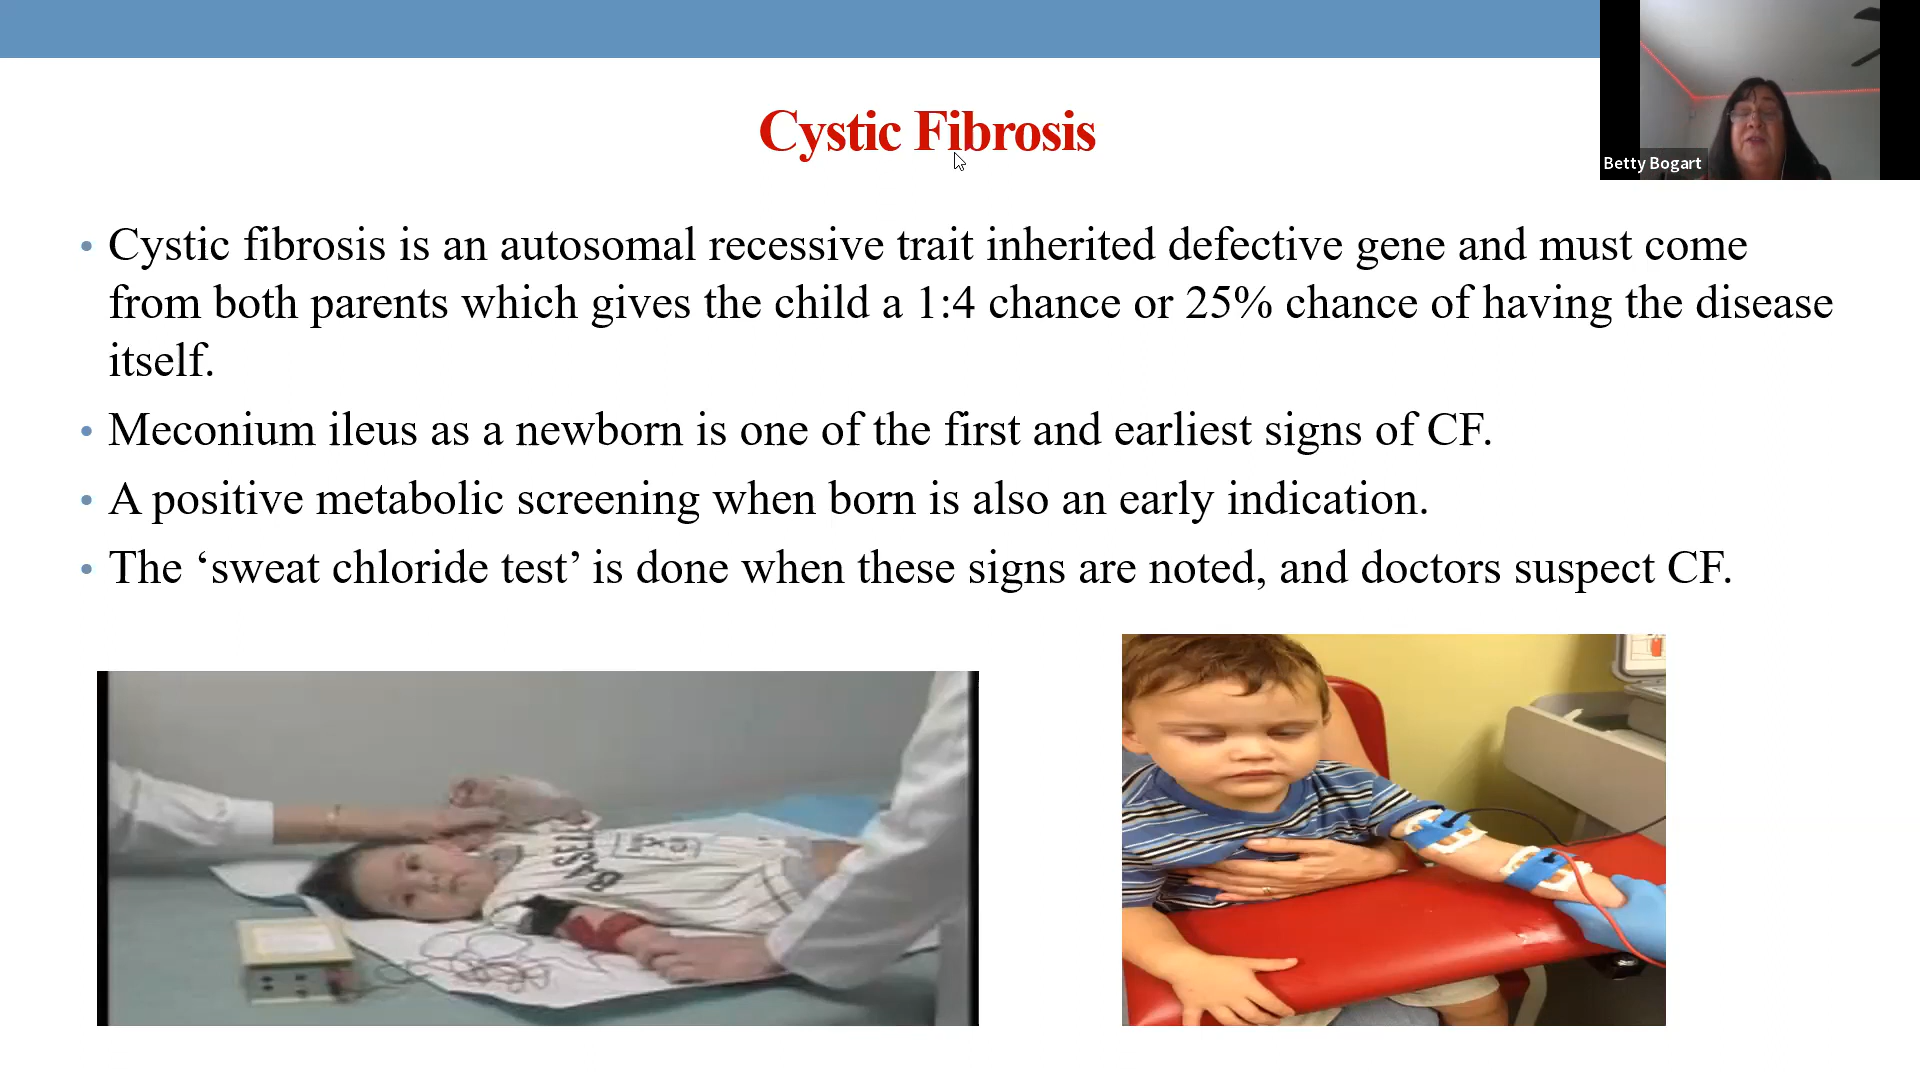 Cystic Fibrosis
Betty Bogart
• Cystic fibrosis is an autosomal recessive trait inherited defective gene and must come
from both parents which gives the child a 1:4 chance or 25% chance of having the disease
itself.
• Meconium ileus as a newborn is one of the first and earliest signs of CF.
• A positive metabolic screening when born is also an early indication.
• The ‘sweat chloride test’ is done when these signs are noted, and doctors suspect CF.